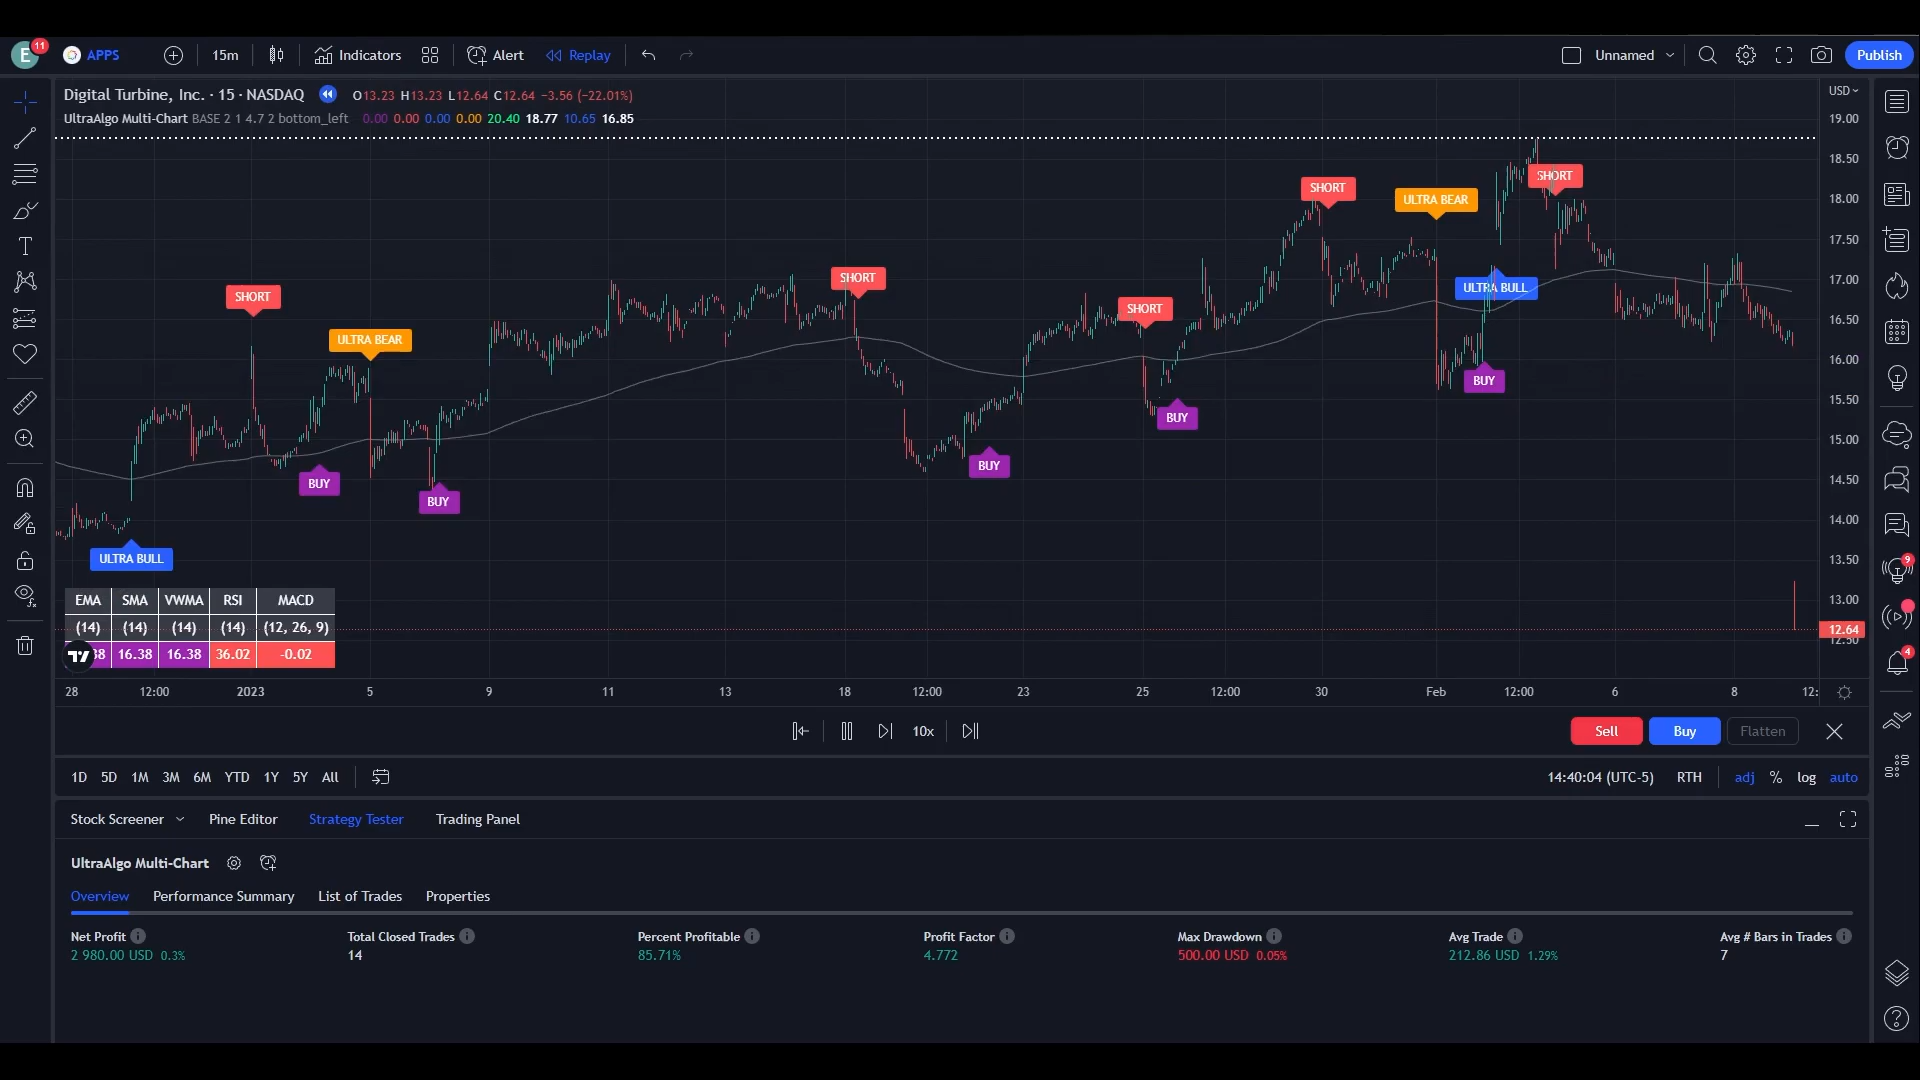 E 11 APPS 15m Indicators Alert Replay Unnamed Publish
Digital Turbine, Inc. · 15 · NASDAQ O13.23 H13.23 L12.64 C12.64 −3.56 (−22.01%)
UltraAlgo Multi-Chart BASE 2 1 4.7 2 bottom_left 0.00 0.00 0.00 0.00 20.40 18.77 10.65 16.85
USD
19.00
18.50
18.00
17.50
17.00
16.50
16.00
15.50
15.00
14.50
14.00
13.50
13.00
12.64
12.50
SHORT
SHORT
ULTRA BEAR
SHORT
SHORT
ULTRA BULL
SHORT
ULTRA BEAR
BUY
BUY
BUY
BUY
BUY
ULTRA BULL
EMA SMA VWMA RSI MACD
(14) (14) (14) (14) (12, 26, 9)
38 16.38 16.38 36.02 -0.02
9
4
28 12:00 2023 5 9 11 13 18 12:00 23 25 12:00 30 Feb 12:00 6 8 12:
10x Sell Buy Flatten
1D 5D 1M 3M 6M YTD 1Y 5Y All 14:40:04 (UTC-5) RTH adj % log auto
Stock Screener Pine Editor Strategy Tester Trading Panel
UltraAlgo Multi-Chart
Overview Performance Summary List of Trades Properties
Net Profit Total Closed Trades Percent Profitable Profit Factor Max Drawdown Avg Trade Avg # Bars in Trades
2 980.00 USD 0.3% 14 85.71% 4.772 500.00 USD 0.05% 212.86 USD 1.29% 7